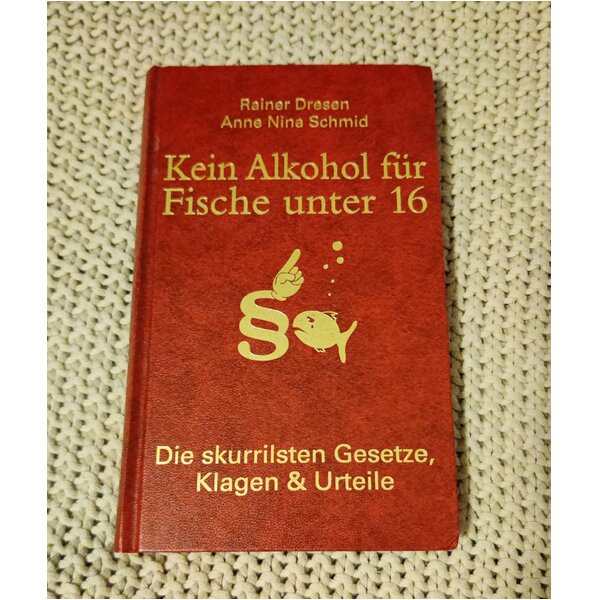 Rainer Dresen
Anne Nina Schmid
Kein Alkohol für
Fische unter 16
§
Die skurrilsten Gesetze,
Klagen & Urteile